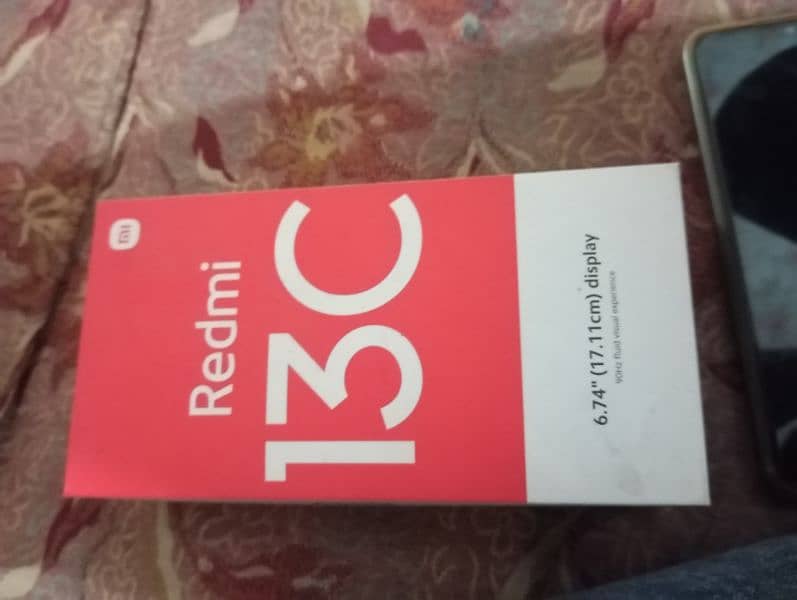 mi
Redmi
13C
6.74" (17.11cm) display
90Hz fluid visual experience